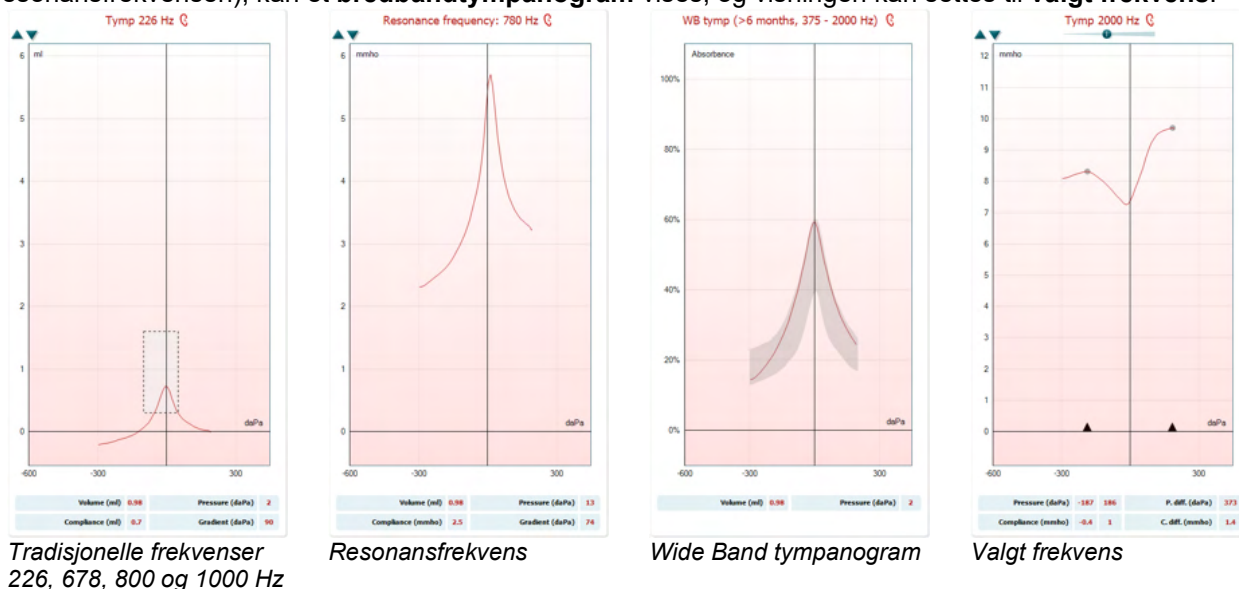 esonansfrekvensen), kan et bredbåndtympanogram vises, og visningen kan settes til valgt frekvens.
Tymp 226 Hz
ml
6
5
4
3
2
1
0
daPa
-600
-300
300
Volume (ml) 0.98 Pressure (daPa) 2
Compliance (ml) 0.7 Gradient (daPa) 90
Tradisjonelle frekvenser
226, 678, 800 og 1000 Hz
Resonance frequency: 780 Hz
mmho
6
5
4
3
2
1
0
daPa
-600
-300
300
Volume (ml) 0.98 Pressure (daPa) 13
Compliance (mmho) 2.5 Gradient (daPa) 74
Resonansfrekvens
WB tymp (>6 months, 375 - 2000 Hz)
Absorbance
100%
80%
60%
40%
20%
0%
daPa
-600
-300
300
Volume (ml) 0.98 Pressure (daPa) 2
Wide Band tympanogram
Tymp 2000 Hz
mmho
12
11
10
9
8
7
6
5
4
3
2
1
0
daPa
-600
-300
300
Pressure (daPa) -187 186 P. diff. (daPa) 373
Compliance (mmho) -0.4 1 C. diff. (mmho) 1.4
Valgt frekvens